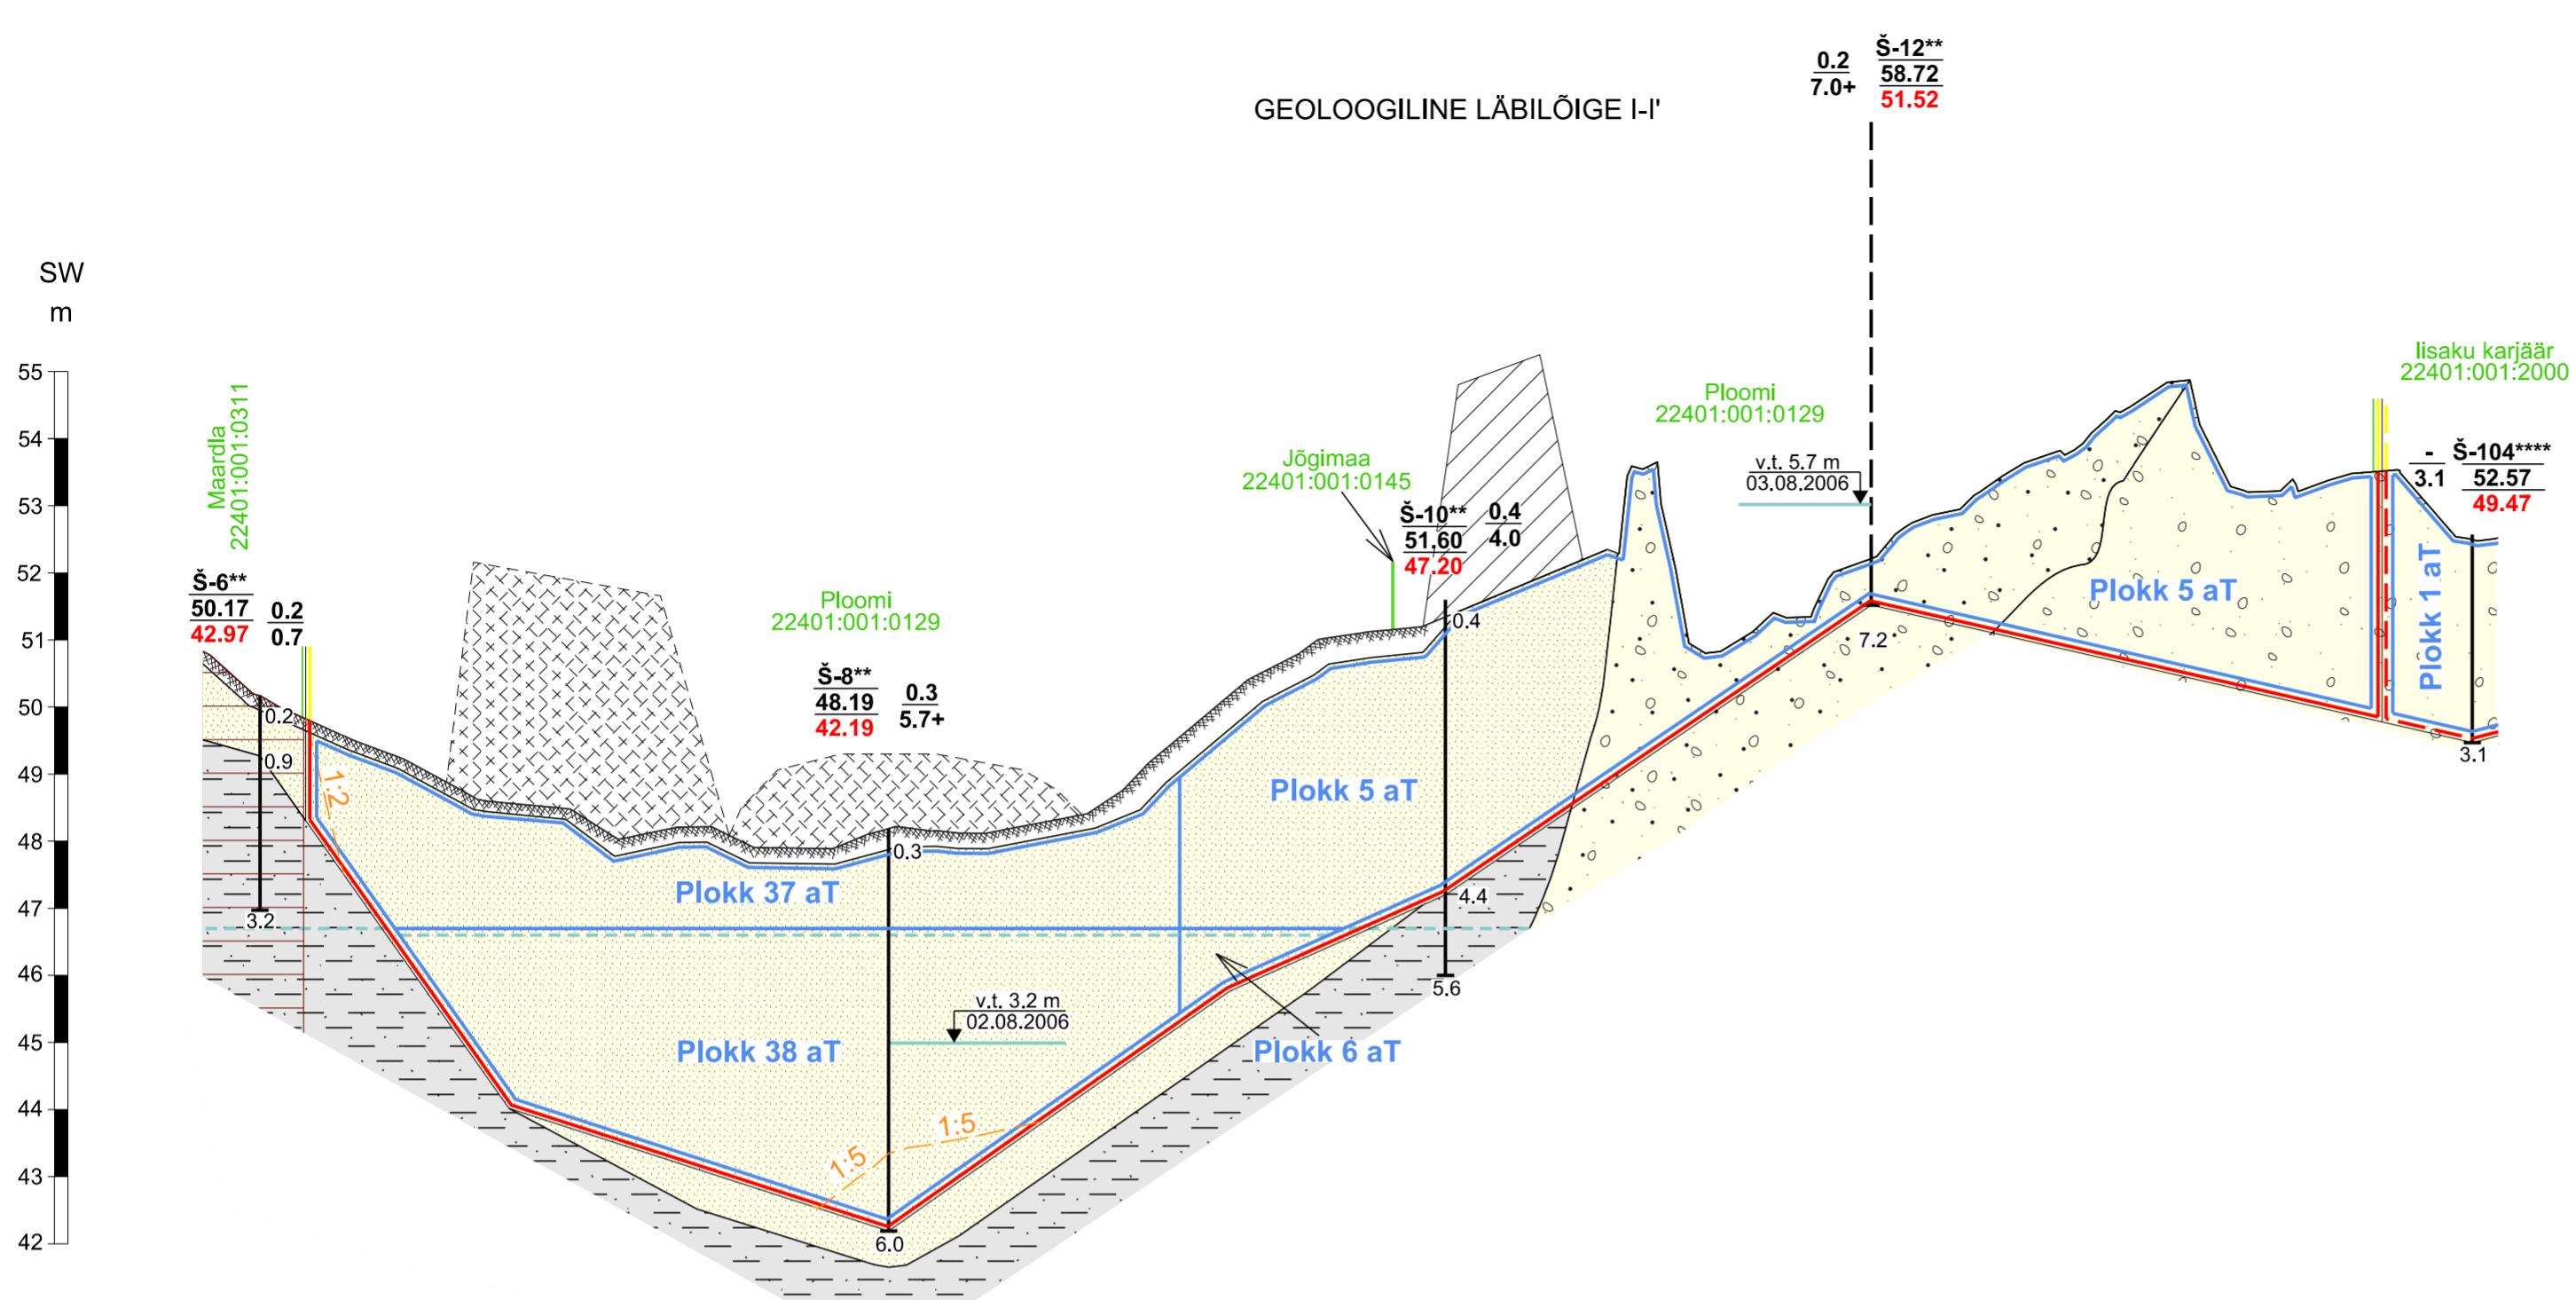 GEOLOOGILINE LÄBILÕIGE I-I'
0.2
7.0+
Š-12**
58.72
51.52
SW
m
55
54
53
52
51
50
49
48
47
46
45
44
43
42
Maardla
22401:001:0311
Š-6**
50.17
42.97
0.2
0.7
0.2
0.9
3.2
1:2
Ploomi
22401:001:0129
Š-8**
48.19
42.19
0.3
5.7+
0.3
Plokk 37 aT
Plokk 38 aT
v.t. 3.2 m
02.08.2006
1:5
1:5
6.0
Jõgimaa
22401:001:0145
Š-10**
51.60
47.20
0.4
4.0
0.4
Plokk 5 aT
4.4
5.6
Plokk 6 aT
Ploomi
22401:001:0129
v.t. 5.7 m
03.08.2006
7.2
Plokk 5 aT
Iisaku karjäär
22401:001:2000
-
3.1
Š-104****
52.57
49.47
Plokk 1 aT
3.1